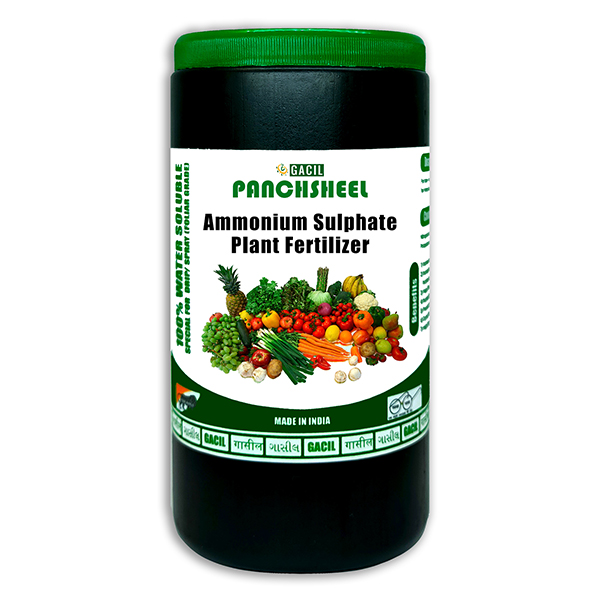 GACIL
PANCHSHEEL
Ammonium Sulphate
Plant Fertilizer
100% WATER SOLUBLE
SPECIAL FOR DRIP/ SPRAY (FOLIAR GRADE)
Benefits
MADE IN INDIA
ગાસીલ GACIL गासील ગાસીલ GACIL गासील ગાસીલ GACIL